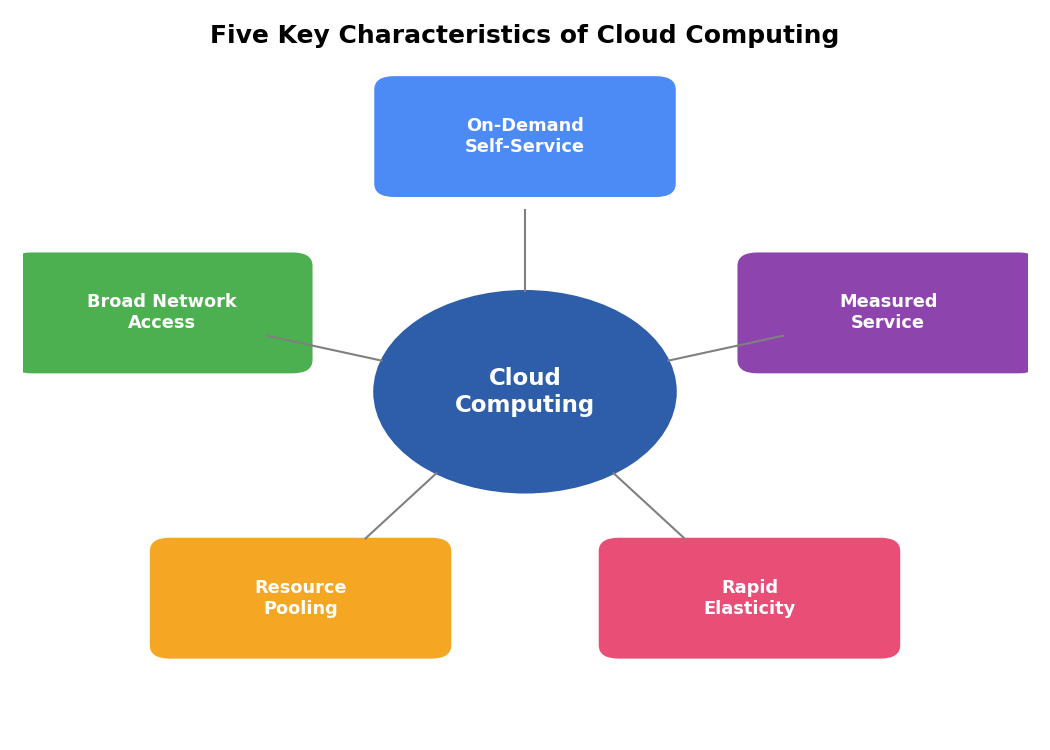 Five Key Characteristics of Cloud Computing
On-Demand
Self-Service
Broad Network
Access
Measured
Service
Cloud
Computing
Resource
Pooling
Rapid
Elasticity